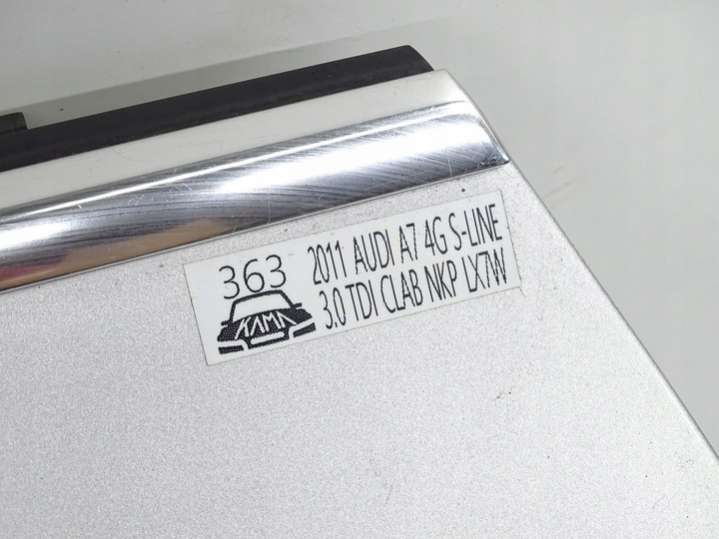 363
KAMA
2011 AUDI A7 4G S-LINE
3.0 TDI CLAB NKP LX7W